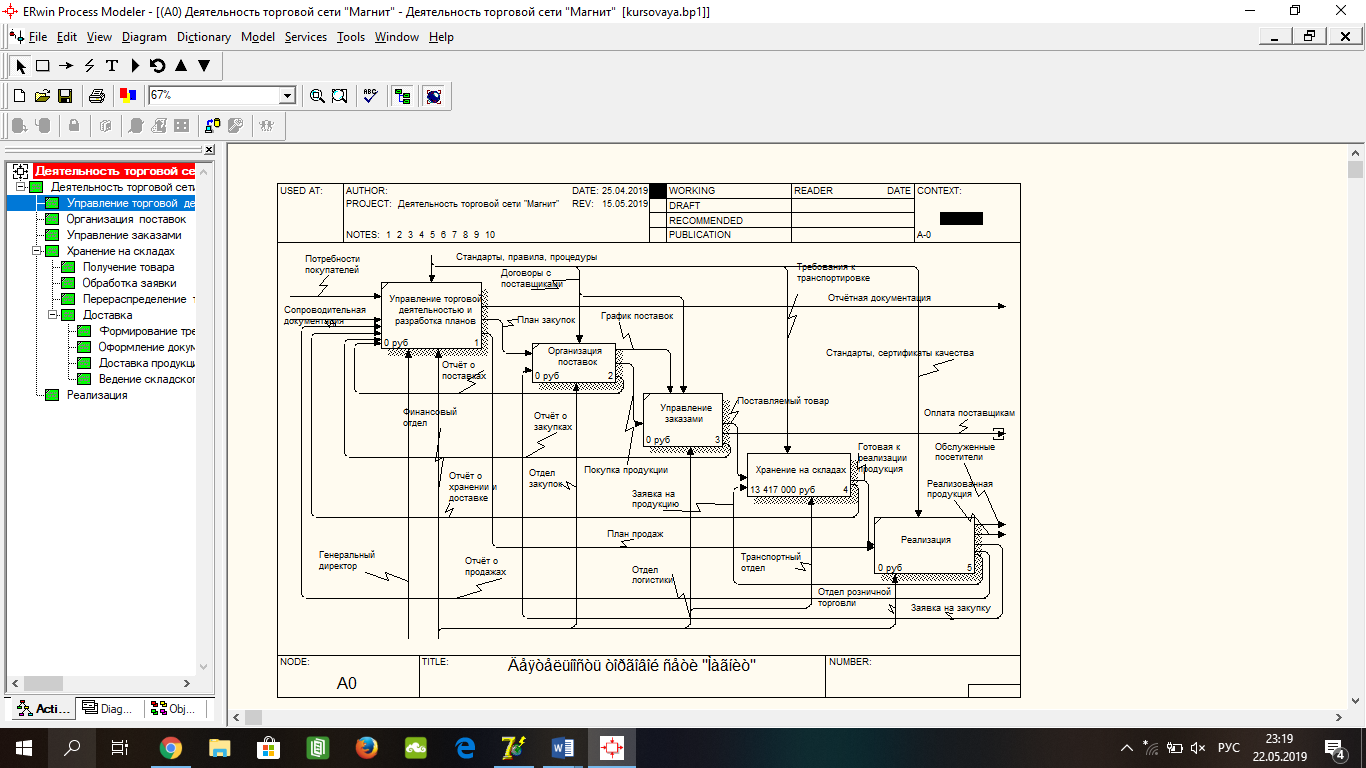 ERwin Process Modeler - [(A0) Деятельность торговой сети "Магнит" - Деятельность торговой сети "Магнит" [kursovaya.bp1]]
File Edit View Diagram Dictionary Model Services Tools Window Help
67%
ABC
Деятельность торговой се
Деятельность торговой сети
Управление торговой де
Организация поставок
Управление заказами
Хранение на складах
Получение товара
Обработка заявки
Перераспределение т
Доставка
Формирование тре
Оформление докум
Доставка продукци
Ведение складског
Реализация
Acti...
Diag...
Obj...
USED AT:
AUTHOR:
DATE: 25.04.2019
PROJECT: Деятельность торговой сети "Магнит"
REV: 15.05.2019
NOTES: 1 2 3 4 5 6 7 8 9 10
WORKING
DRAFT
RECOMMENDED
PUBLICATION
READER
DATE
CONTEXT:
A-0
Потребности
покупателей
Стандарты, правила, процедуры
Договоры с
поставщиками
Требования к
транспортировке
Сопроводительная
документация
Управление торговой
деятельностью и
разработка планов
0 руб 1
Отчётная документация
План закупок
График поставок
Организация
поставок
0 руб 2
Стандарты, сертификаты качества
Отчёт о
поставках
Управление
заказами
0 руб 3
Поставляемый товар
Финансовый
отдел
Отчёт о
закупках
Оплата поставщикам
Готовая к
реализации
продукция
Обслуженные
посетители
Хранение на складах
13 417 000 руб 4
Отчёт о
хранении и
доставке
Отдел
закупок
Покупка продукции
Заявка на
продукцию
Реализованная
продукция
План продаж
Реализация
0 руб 5
Генеральный
директор
Отчёт о
продажах
Отдел
логистики
Транспортный
отдел
Отдел розничной
торговли
Заявка на закупку
NODE:
A0
TITLE:
Äåÿòåëüíîñòü òîðãîâîé ñåòè "Ìàãíèò"
NUMBER:
РУС
23:19
22.05.2019
4